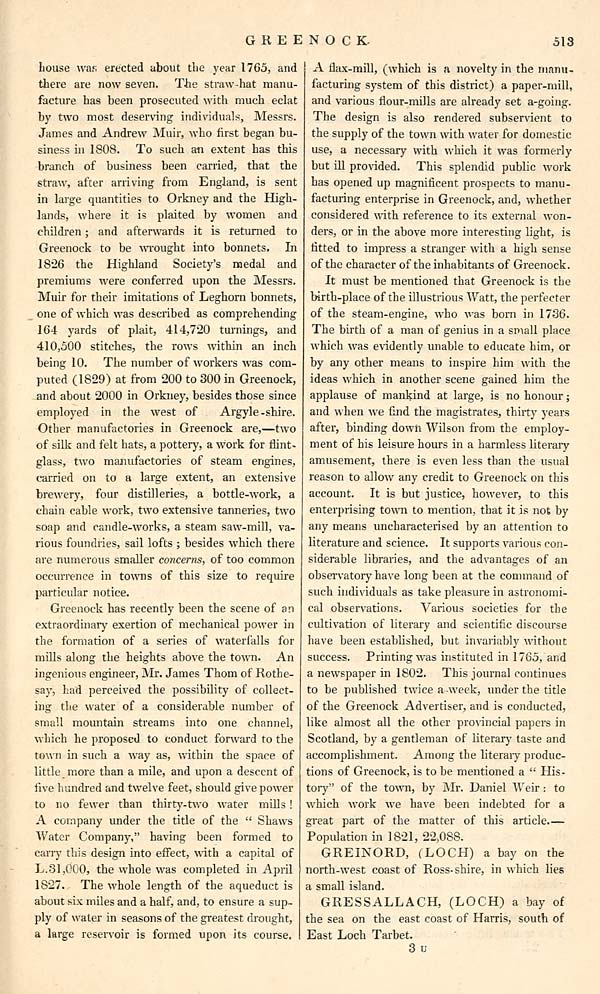 GREENOCK.
513
house was erected about the year 1765, and
there are now seven. The straw-hat manu-
facture has been prosecuted with much eclat
by two most deserving individuals, Messrs.
James and Andrew Muir, who first began bu-
siness in 1808. To such an extent has this
branch of business been carried, that the
straw, after arriving from England, is sent
in large quantities to Orkney and the High-
lands, where it is plaited by women and
children ; and afterwards it is returned to
Greenock to be wrought into bonnets. In
1826 the Highland Society's medal and
premiums were conferred upon the Messrs.
Muir for their imitations of Leghorn bonnets,
one of which was described as comprehending
164 yards of plait, 414,720 turnings, and
410,500 stitches, the rows within an inch
being 10. The number of workers was com-
puted (1829) at from 200 to 300 in Greenock,
and about 2000 in Orkney, besides those since
employed in the west of Argyle-shire.
Other manufactories in Greenock are,—two
of silk and felt hats, a pottery, a work for flint-
glass, two manufactories of steam engines,
carried on to a large extent, an extensive
brewery, four distilleries, a bottle-work, a
chain cable work, two extensive tanneries, two
soap and candle-works, a steam saw-mill, va-
rious foundries, sail lofts ; besides which there
are numerous smaller concerns, of too common
occurrence in towns of this size to require
particular notice.
Greenock has recently been the scene of an
extraordinary exertion of mechanical power in
the formation of a series of waterfalls for
mills along the heights above the town. An
ingenious engineer, Mr. James Thom of Rothe-
say, had perceived the possibility of collect-
ing the water of a considerable number of
small mountain streams into one channel,
which he proposed to conduct forward to the
town in such a way as, within the space of
little more than a mile, and upon a descent of
five hundred and twelve feet, should give power
to no fewer than thirty-two water mills !
A company under the title of the " Shaws
Water Company," having been formed to
carry this design into effect, with a capital of
L.31,000, the whole was completed in April
1827. The whole length of the aqueduct is
about six miles and a half, and, to ensure a sup-
ply of water in seasons of the greatest drought,
a large reservoir is formed upon its course.
A flax-mill, (which is a novelty in the manu-
facturing system of this district) a paper-mill,
and various flour-mills are already set a-going.
The design is also rendered subservient to
the supply of the town with water for domestic
use, a necessary with which it was formerly
but ill provided. This splendid public work
has opened up magnificent prospects to manu-
facturing enterprise in Greenock, and, whether
considered with reference to its external won-
ders, or in the above more interesting light, is
fitted to impress a stranger with a high sense
of the character of the inhabitants of Greenock.
It must be mentioned that Greenock is the
birth-place of the illustrious Watt, the perfecter
of the steam-engine, who was born in 1736.
The birth of a man of genius in a small place
which was evidently unable to educate him, or
by any other means to inspire him with the
ideas which in another scene gained him the
applause of mankind at large, is no honour ;
and when we find the magistrates, thirty years
after, binding down Wilson from the employ-
ment of his leisure hours in a harmless literary
amusement, there is even less than the usual
reason to allow any credit to Greenock on this
account. It is but justice, however, to this
enterprising town to mention, that it is not by
any means uncharacterised by an attention to
literature and science. It supports various con-
siderable libraries, and the advantages of an
observatory have long been at the command of
such individuals as take pleasure in astronomi-
cal observations. Various societies for the
cultivation of literary and scientific discourse
have been established, but invariably without
success. Printing was instituted in 1765, and
a newspaper in 1802. This journal continues
to be published twice a-week, under the title
of the Greenock Advertiser, and is conducted,
like almost all the other provincial papers in
Scotland, by a gentleman of literary taste and
accomplishment. Among the literary produc-
tions of Greenock, is to be mentioned a " His-
tory" of the town, by Mr. Daniel Weir : to
which work we have been indebted for a
great part of the matter of this article.—
Population in 1821, 22,088.
GREINORD, (LOCH) a bay on the
north-west coast of Ross-shire, in which lies
a small island.
GRESSALLACH, (LOCH) a bay of
the sea on the east coast of Harris, south of
East Loch Tarbet.
3 U